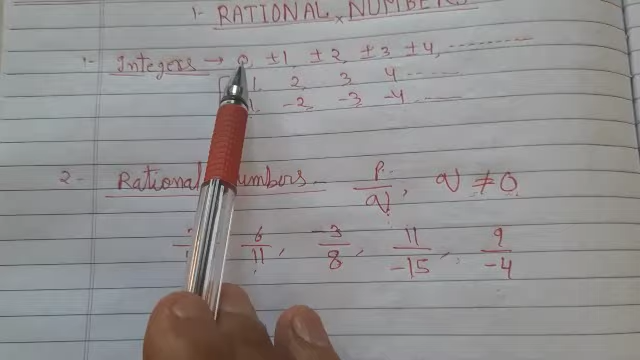 1- RATIONAL NUMBERS
1- Integers → 0, ±1, ±2, ±3 ±4, ----------
1, 2, 3, 4 ------
-2, -3, -4 ------
2- Rational Numbers - p/q, q ≠ 0
6/11, -3/8, 11/-15, 9/-4